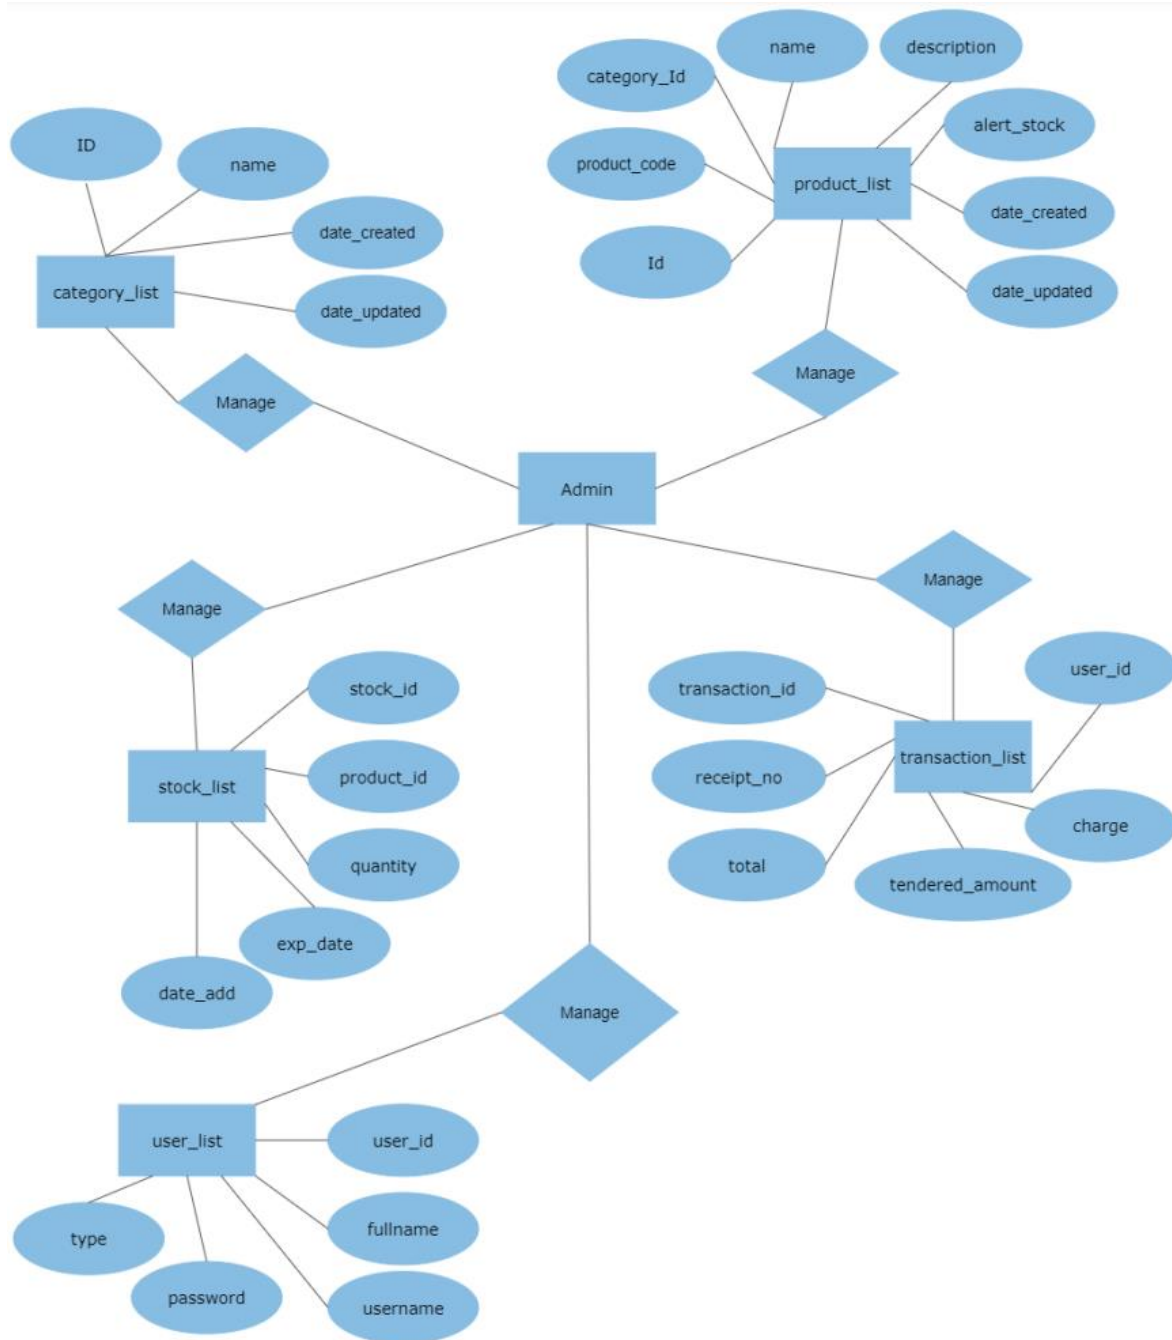 name
description
category_Id
ID
name
alert_stock
product_code
product_list
date_created
date_created
Id
category_list
date_updated
date_updated
Manage
Manage
Admin
Manage
Manage
stock_id
transaction_id
user_id
stock_list
product_id
receipt_no
transaction_list
quantity
total
charge
tendered_amount
exp_date
date_add
Manage
user_list
user_id
fullname
type
password
username